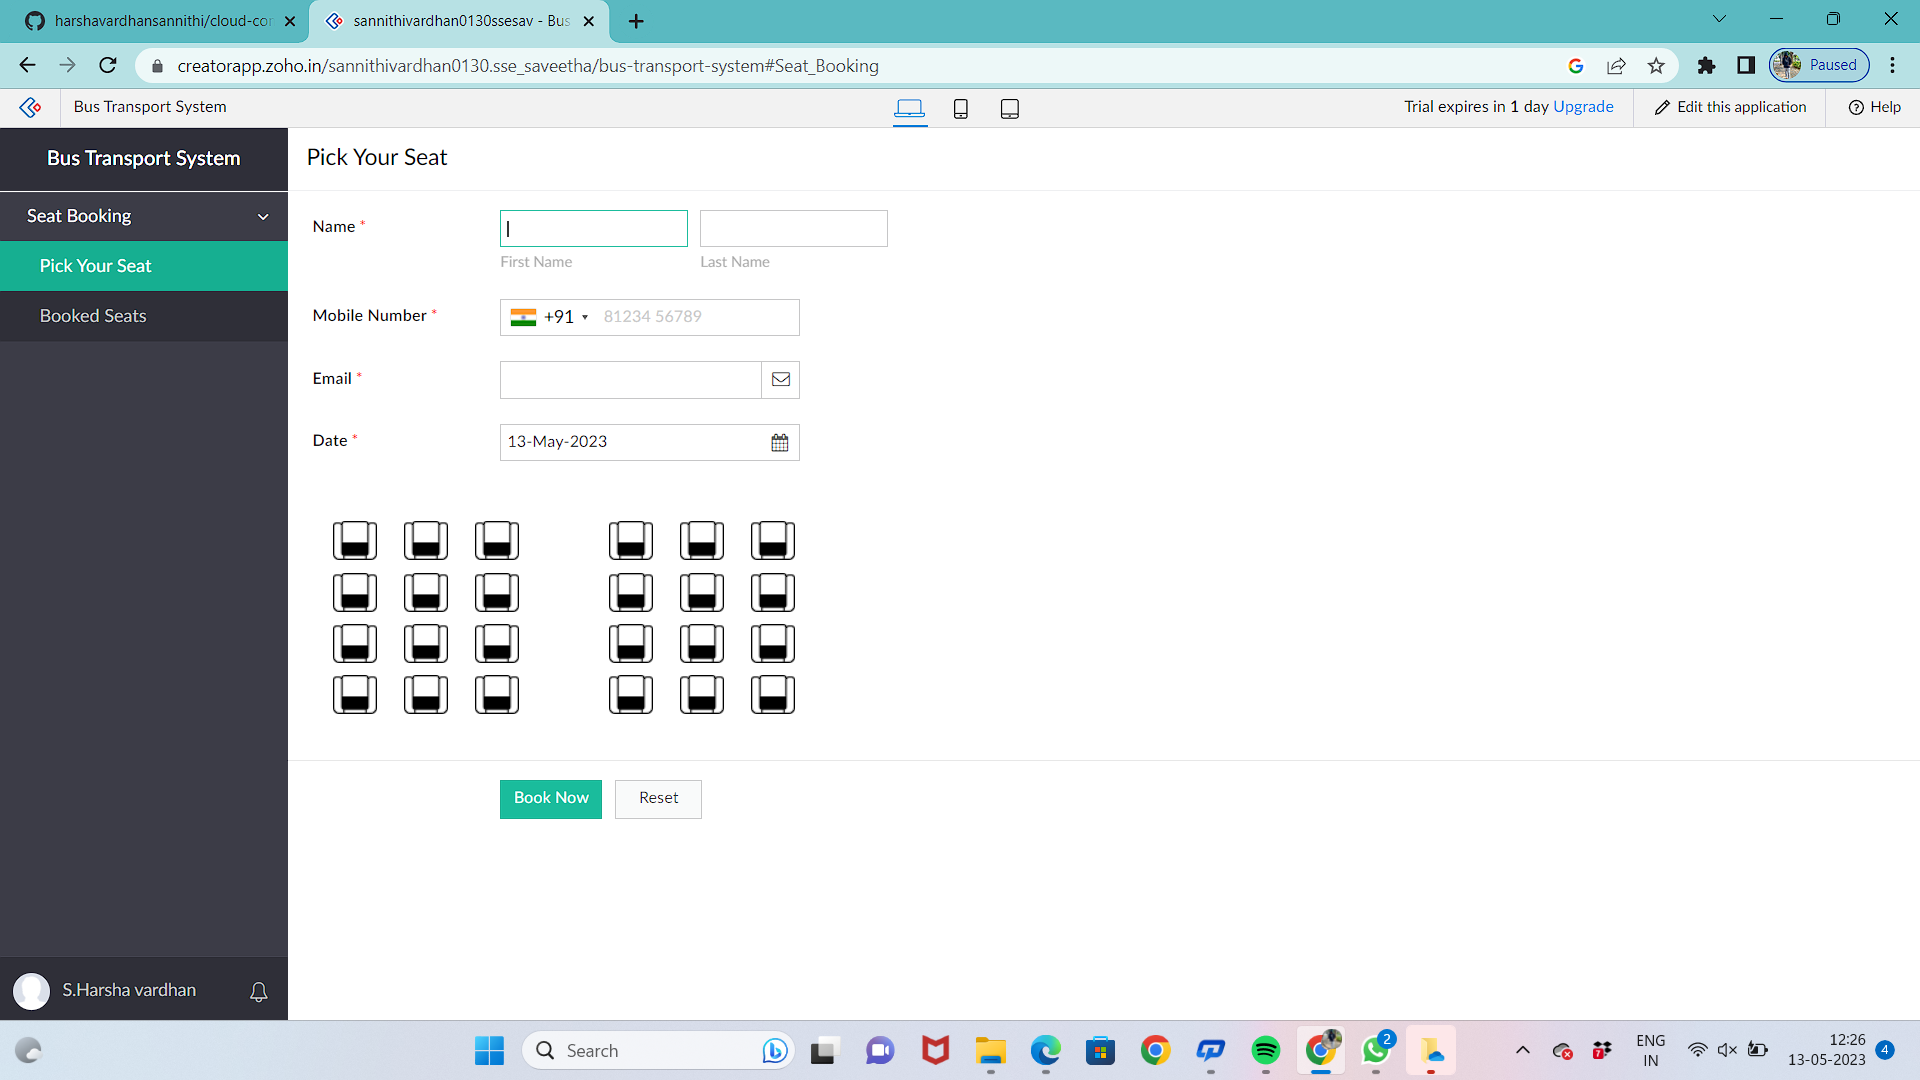 harshavardhansannithi/cloud-cor
sannithivardhan0130ssesav - Bus
creatorapp.zoho.in/sannithivardhan0130.sse_saveetha/bus-transport-system#Seat_Booking
Paused
Bus Transport System
Trial expires in 1 day Upgrade
Edit this application
Help
Bus Transport System
Pick Your Seat
Seat Booking
Pick Your Seat
Booked Seats
Name *
First Name
Last Name
Mobile Number *
+91
81234 56789
Email *
Date *
13-May-2023
Book Now
Reset
S.Harsha vardhan
Search
2
7
ENG
IN
12:26
13-05-2023
4